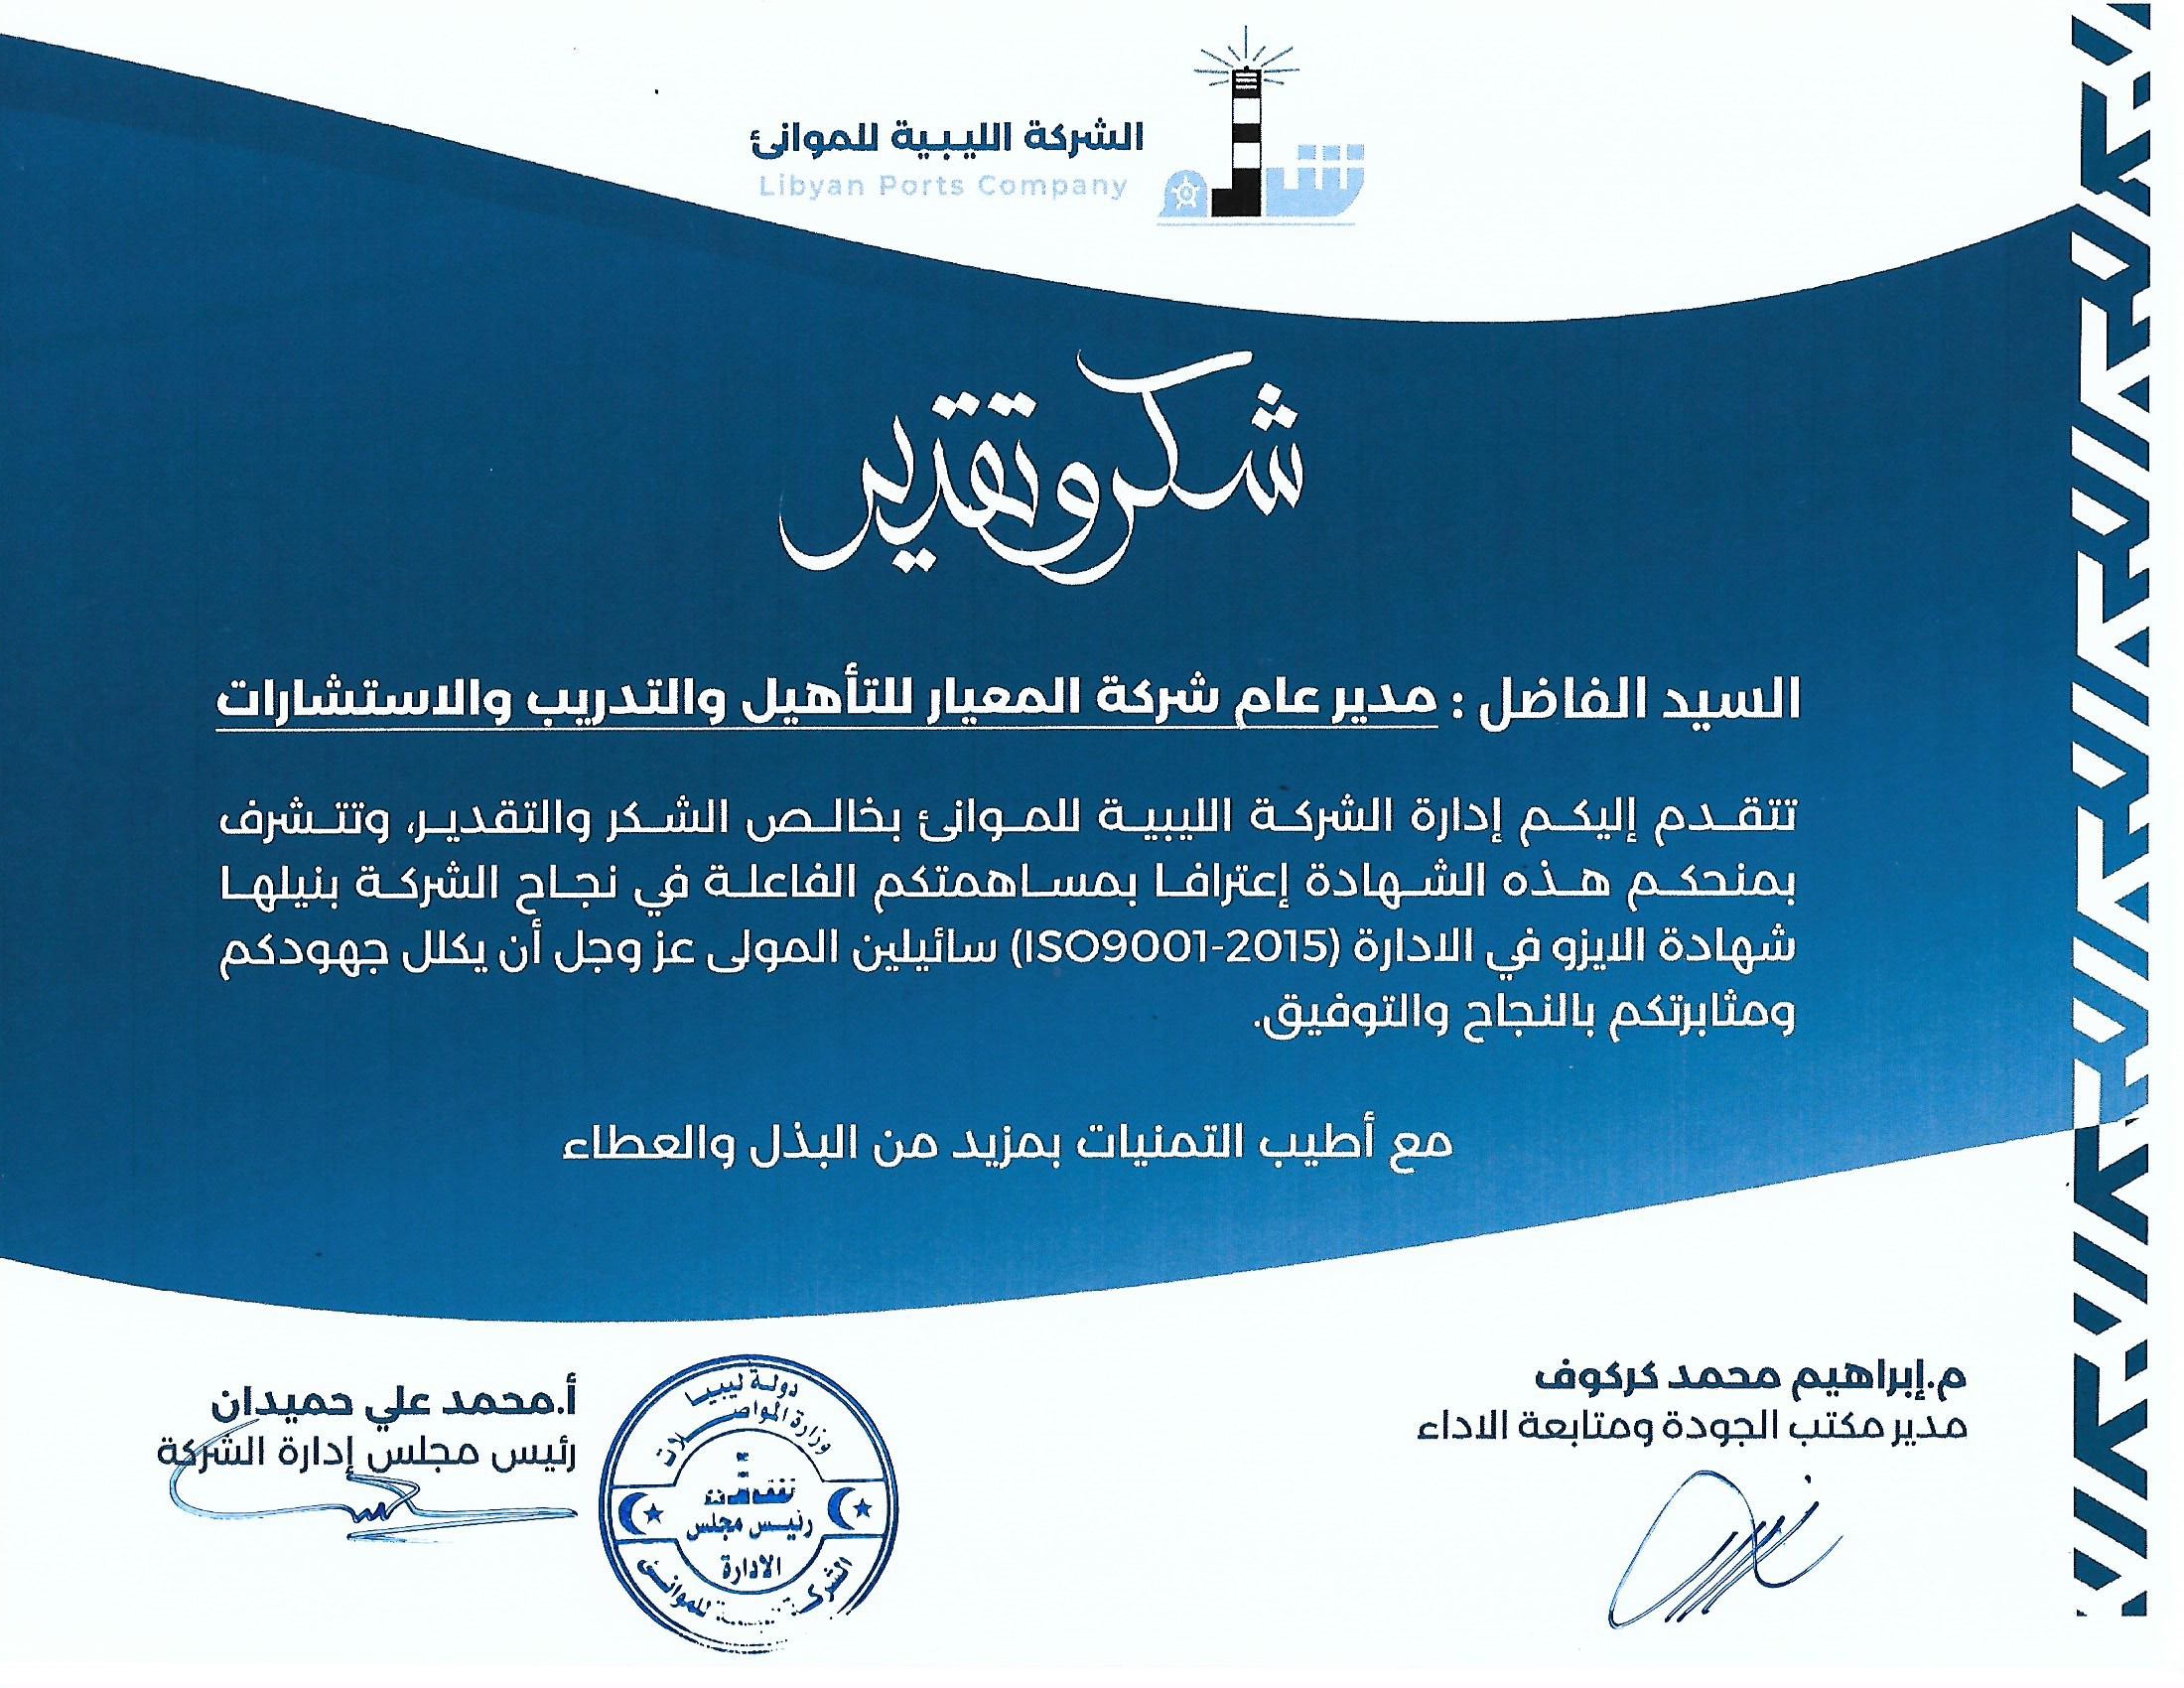 الشركة الليبية للموانئ
Libyan Ports Company
شكر وتقدير
السيد الفاضل : مدير عام شركة المعيار للتأهيل والتدريب والاستشارات
تتقدم إليكم إدارة الشركة الليبية للموانئ بخالص الشكر والتقدير، وتتشرف
بمنحكم هذه الشهادة إعترافا بمساهمتكم الفاعلة في نجاح الشركة بنيلها
شهادة الايزو في الادارة (ISO9001-2015) سائيلين المولى عز وجل أن يكلل جهودكم
ومثابرتكم بالنجاح والتوفيق.
مع أطيب التمنيات بمزيد من البذل والعطاء
م.إبراهيم محمد كركوف
مدير مكتب الجودة ومتابعة الاداء
أ.محمد علي حميدان
رئيس مجلس إدارة الشركة
دولة ليبيا
وزارة المواصلات
رئيس مجلس
الادارة